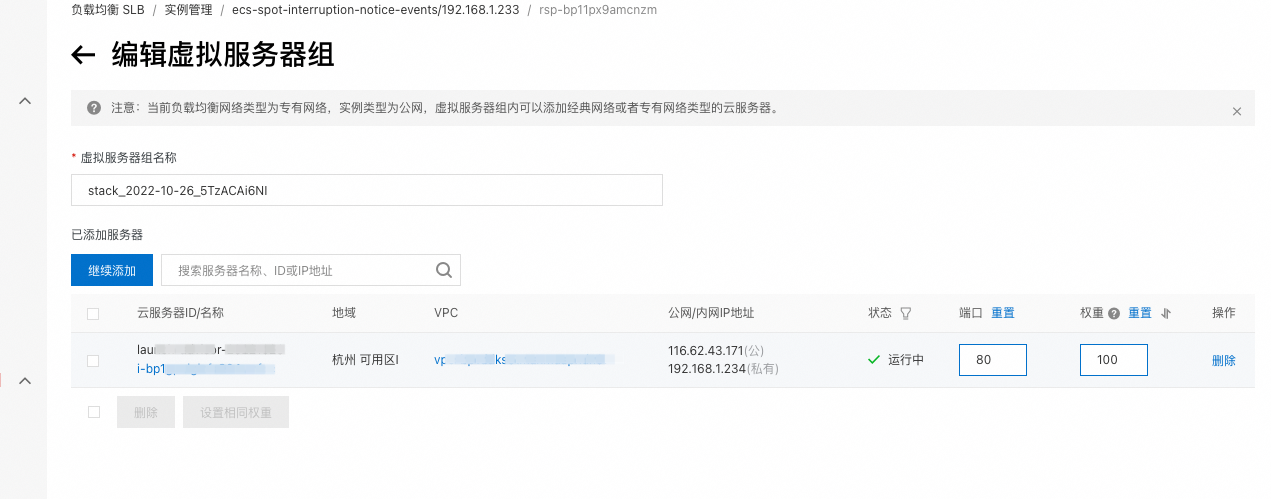 负载均衡 SLB / 实例管理 / ecs-spot-interruption-notice-events/192.168.1.233 / rsp-bp11px9amcnzm
编辑虚拟服务器组
注意：当前负载均衡网络类型为专有网络，实例类型为公网，虚拟服务器组内可以添加经典网络或者专有网络类型的云服务器。
* 虚拟服务器组名称
stack_2022-10-26_5TzACAi6NI
已添加服务器
继续添加 搜索服务器名称、ID或IP地址
云服务器ID/名称 地域 VPC 公网/内网IP地址 状态 端口 重置 权重 重置 操作
杭州 可用区I 116.62.43.171(公) 运行中 80 100 删除
192.168.1.234(私有)
删除 设置相同权重